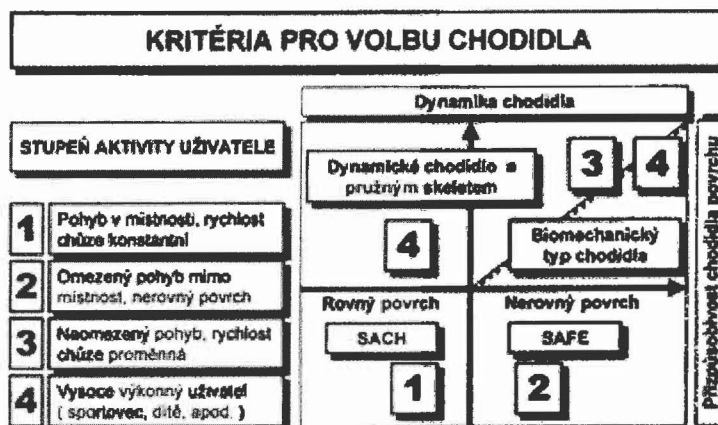 KRITÉRIA PRO VOLBU CHODIDLA
STUPEŇ AKTIVITY UŽIVATELE
1
Pohyb v místnosti, rychlost
chůze konstantní
2
Omezený pohyb mimo
místnost, nerovný povrch
3
Neomezený pohyb, rychlost
chůze proměnná
4
Vysoce výkonný uživatel
( sportovec, dítě, apod. )
Dynamika chodidla
Dynamické chodidlo s
pružným skeletem
3
4
4
Biomechanický
typ chodidla
Rovný povrch
Nerovný povrch
SACH
SAFE
1
2
Přizpůsobivost chodidla povrchu